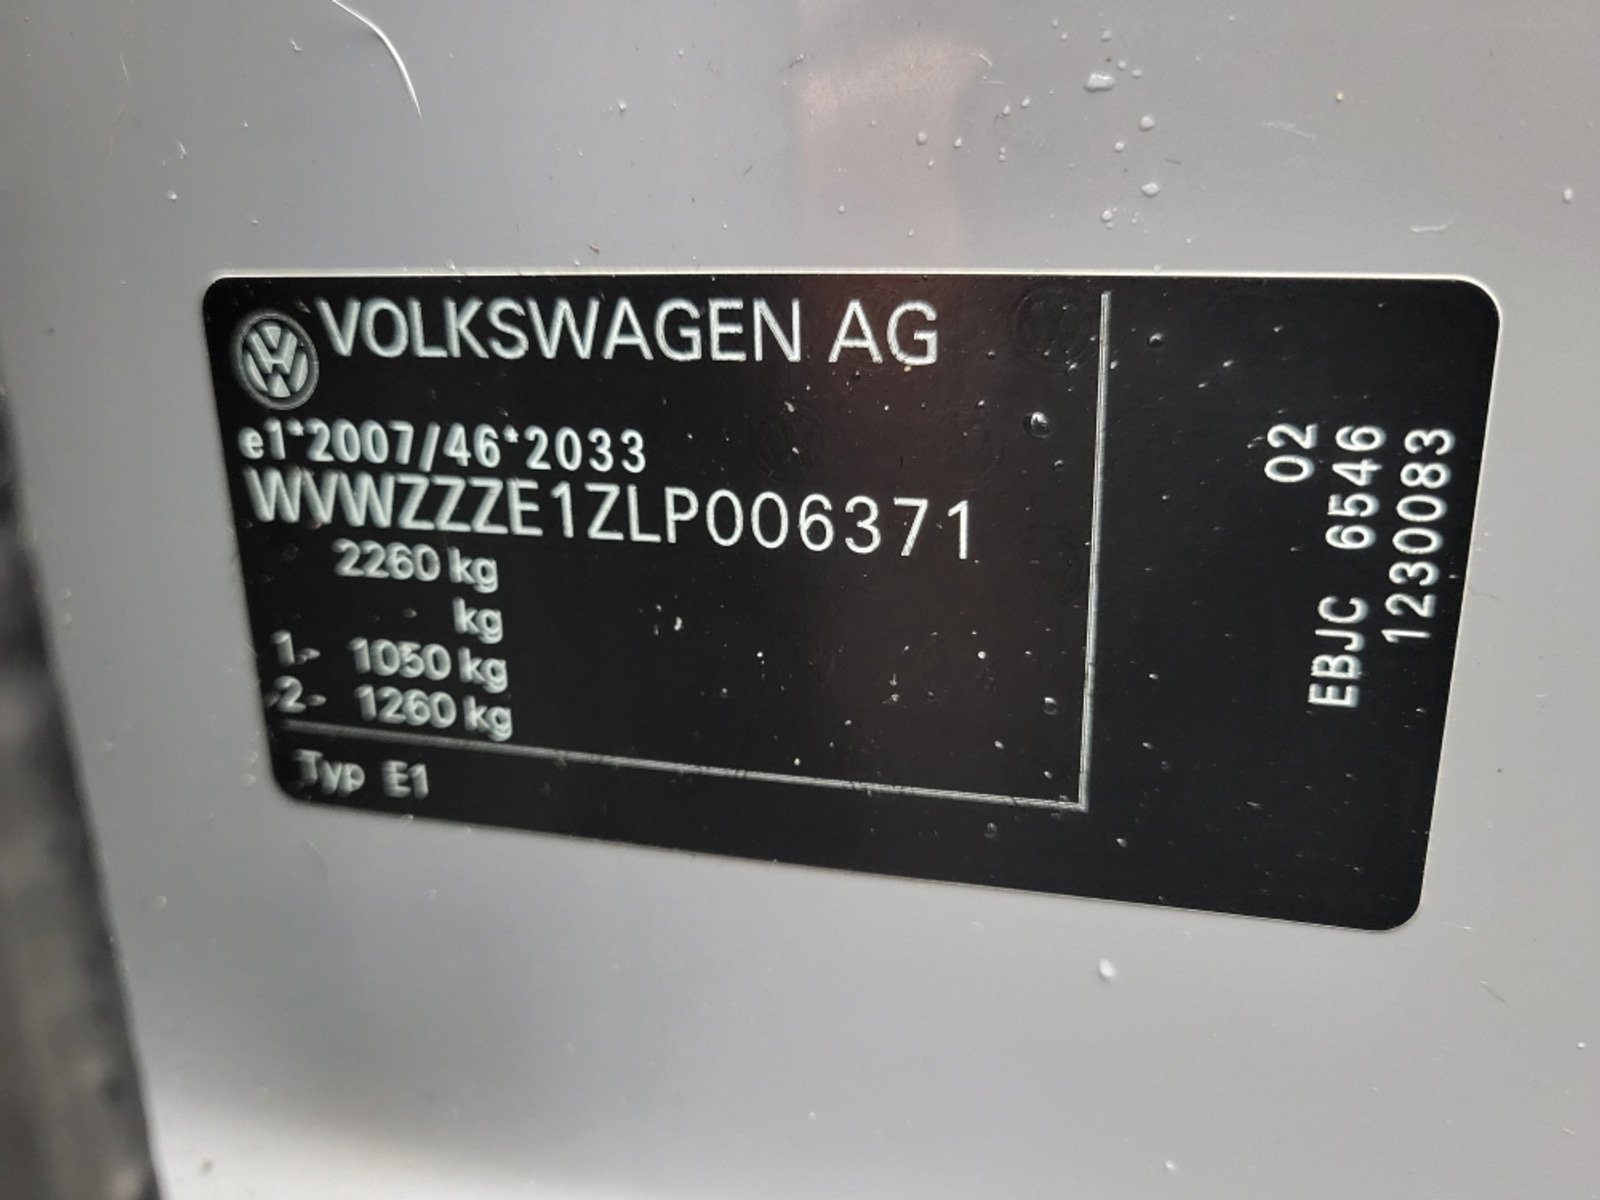 VOLKSWAGEN AG
e1*2007/46*2033
WVWZZZE1ZLP006371
2260 kg
kg
1- 1050 kg
2- 1260 kg
Typ E1
02
EBJC 6546
1230083